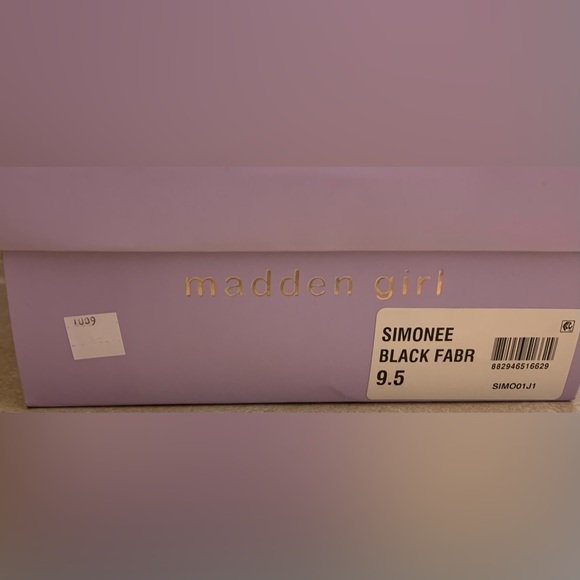 madden girl
1009
SIMONEE
BLACK FABR
9.5
882946516629
SIMO01J1